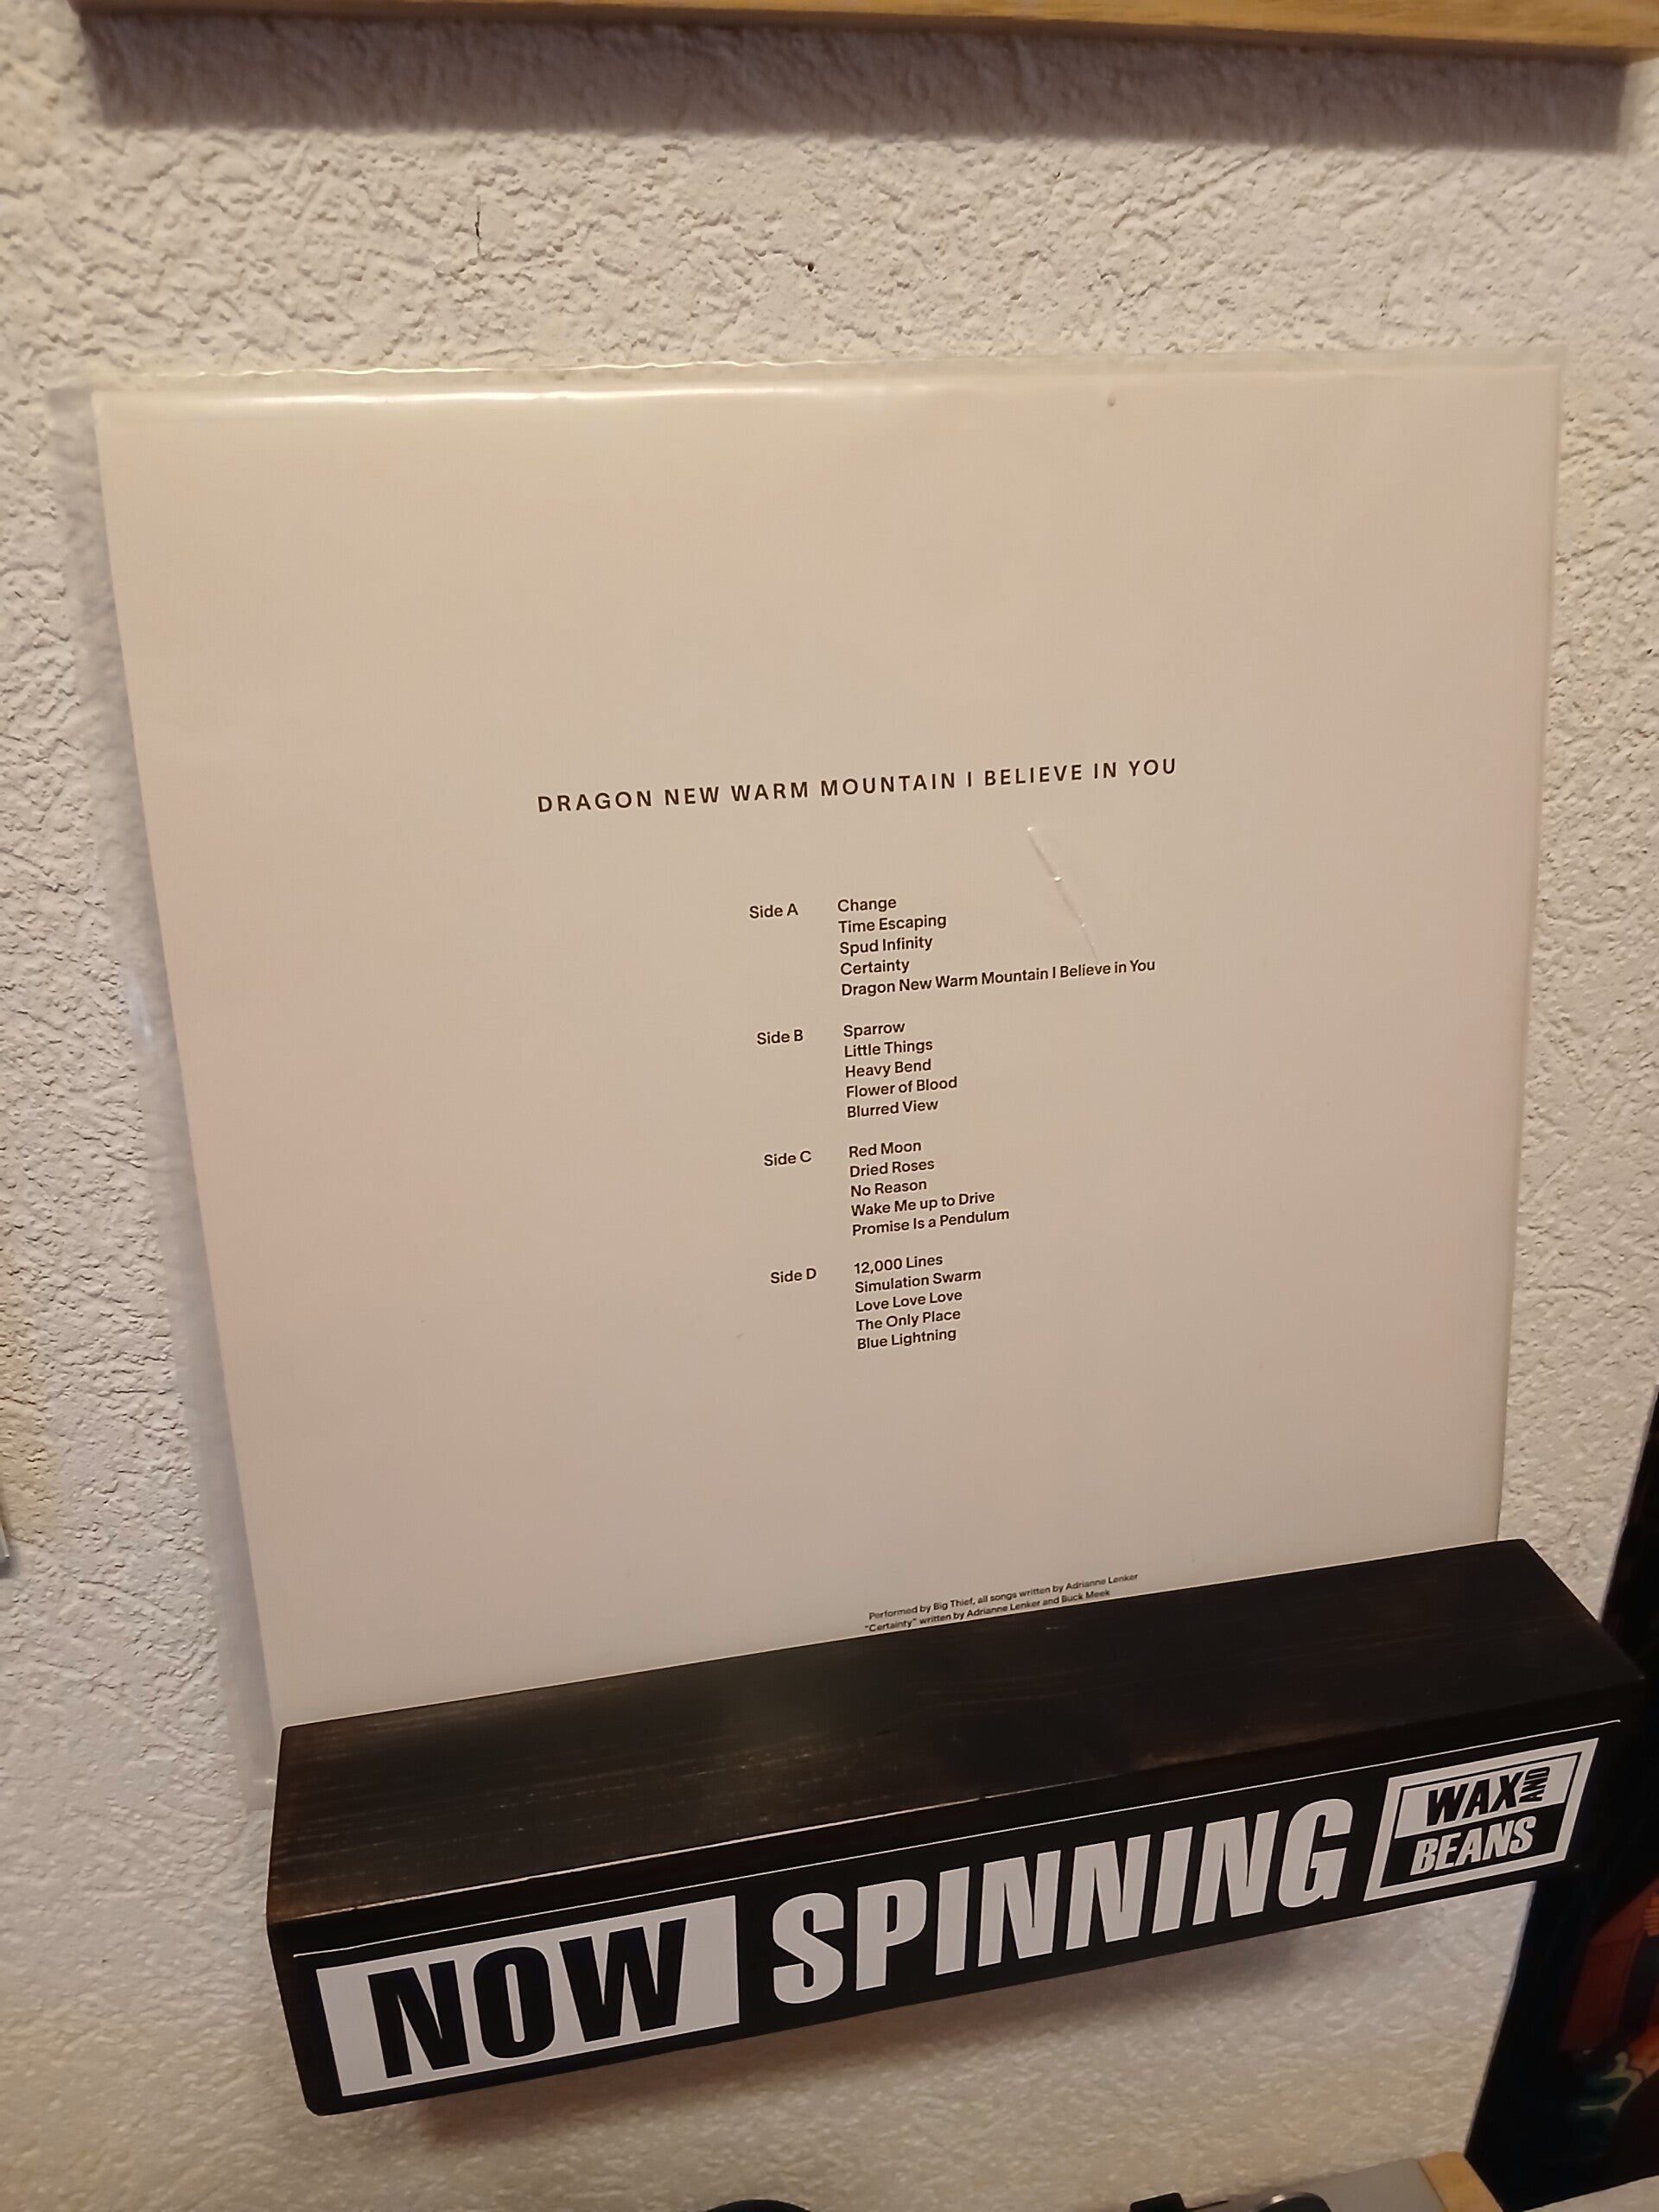 DRAGON NEW WARM MOUNTAIN I BELIEVE IN YOU
Side A
Change
Time Escaping
Spud Infinity
Certainty
Dragon New Warm Mountain I Believe in You
Side B
Sparrow
Little Things
Heavy Bend
Flower of Blood
Blurred View
Side C
Red Moon
Dried Roses
No Reason
Wake Me up to Drive
Promise Is a Pendulum
Side D
12,000 Lines
Simulation Swarm
Love Love Love
The Only Place
Blue Lightning
Performed by Big Thief, all songs written by Adrianne Lenker
"Certainty" written by Adrianne Lenker and Buck Meek
NOW SPINNING
WAX AND
BEANS